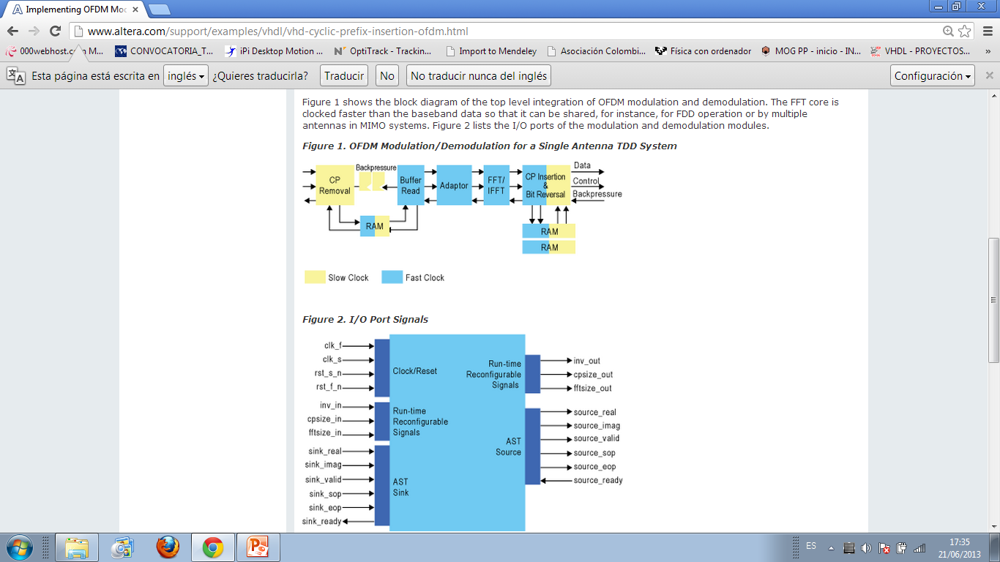 Implementing OFDM Mo
www.altera.com/support/examples/vhdl/vhd-cyclic-prefix-insertion-ofdm.html
000webhost.com M... CONVOCATORIA_T... iPi Desktop Motion ... OptiTrack - Trackin... Import to Mendeley Asociación Colombi... Física con ordenador MOG PP - inicio - IN... VHDL - PROYECTOS... »
Esta página está escrita en inglés ¿Quieres traducirla? Traducir No No traducir nunca del inglés Configuración
Figure 1 shows the block diagram of the top level integration of OFDM modulation and demodulation. The FFT core is
clocked faster than the baseband data so that it can be shared, for instance, for FDD operation or by multiple
antennas in MIMO systems. Figure 2 lists the I/O ports of the modulation and demodulation modules.
Figure 1. OFDM Modulation/Demodulation for a Single Antenna TDD System
CP
Removal
Backpressure
Buffer
Read
Adaptor
FFT/
IFFT
CP Insertion
&
Bit Reversal
Data
Control
Backpressure
RAM
RAM
RAM
Slow Clock Fast Clock
Figure 2. I/O Port Signals
clk_f
clk_s
rst_s_n
rst_f_n
Clock/Reset
inv_in
cpsize_in
fftsize_in
Run-time
Reconfigurable
Signals
sink_real
sink_imag
sink_valid
sink_sop
sink_eop
sink_ready
AST
Sink
Run-time
Reconfigurable
Signals
inv_out
cpsize_out
fftsize_out
AST
Source
source_real
source_imag
source_valid
source_sop
source_eop
source_ready
ES
17:35
21/06/2013